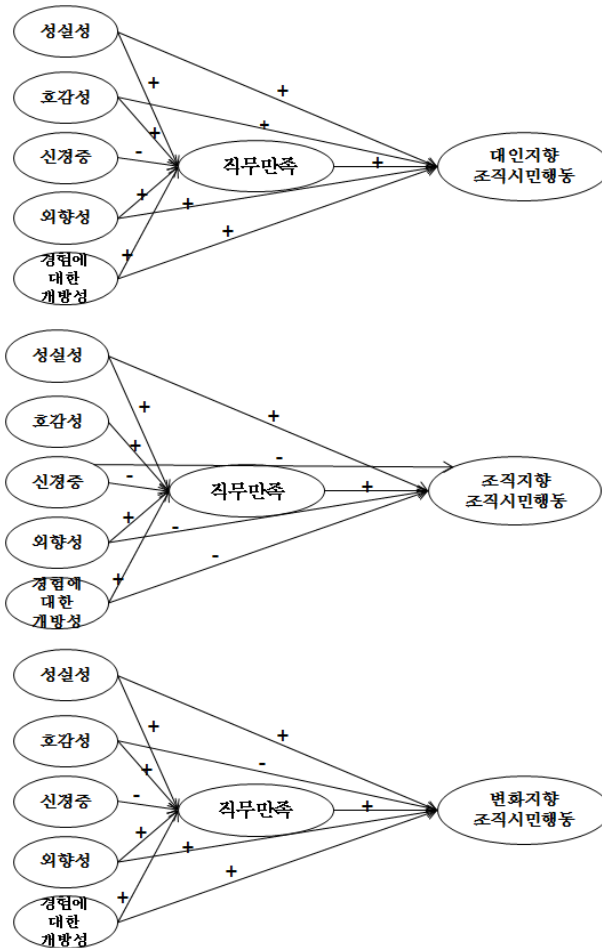 성실성
+
+
호감성
+
+
신경증
-
직무만족
+
대인지향
조직시민행동
+
+
외향성
+
+
경험에
대한
개방성
성실성
+
+
호감성
+
-
신경증
-
직무만족
+
조직지향
조직시민행동
+
-
외향성
-
+
경험에
대한
개방성
성실성
+
+
호감성
-
+
신경증
-
직무만족
+
변화지향
조직시민행동
+
+
외향성
+
+
경험에
대한
개방성